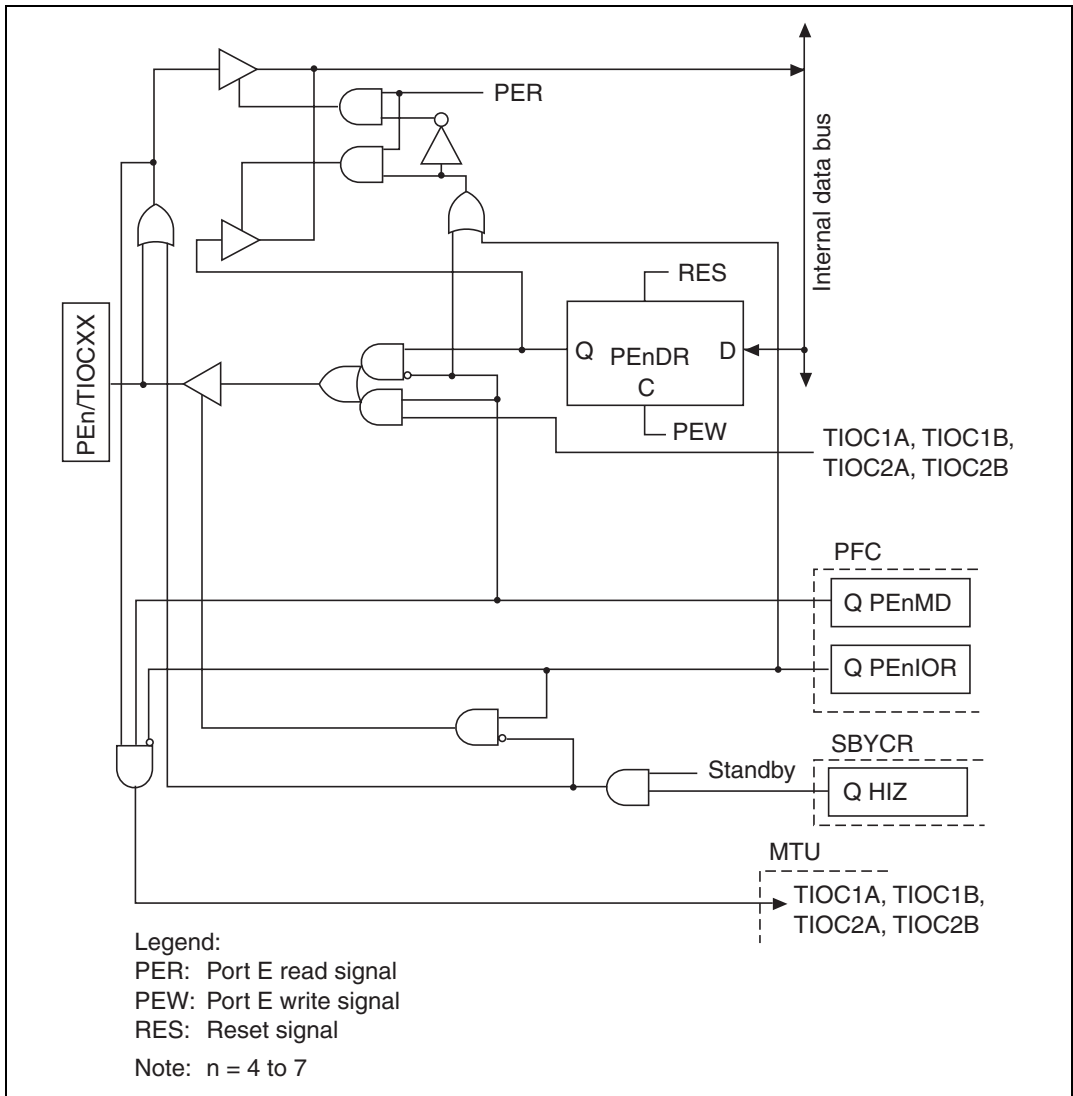 PER
Internal data bus
RES
PEn/TIOCXX
Q PEnDR D
C
PEW
TIOC1A, TIOC1B,
TIOC2A, TIOC2B
PFC
Q PEnMD
Q PEnIOR
SBYCR
Standby
Q HIZ
MTU
TIOC1A, TIOC1B,
TIOC2A, TIOC2B
Legend:
PER: Port E read signal
PEW: Port E write signal
RES: Reset signal
Note: n = 4 to 7